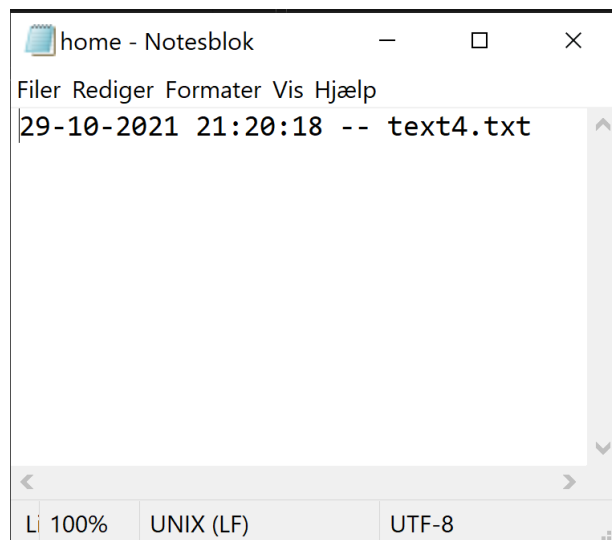 home - Notesblok
Filer Rediger Formater Vis Hjælp
29-10-2021 21:20:18 -- text4.txt
100% UNIX (LF) UTF-8